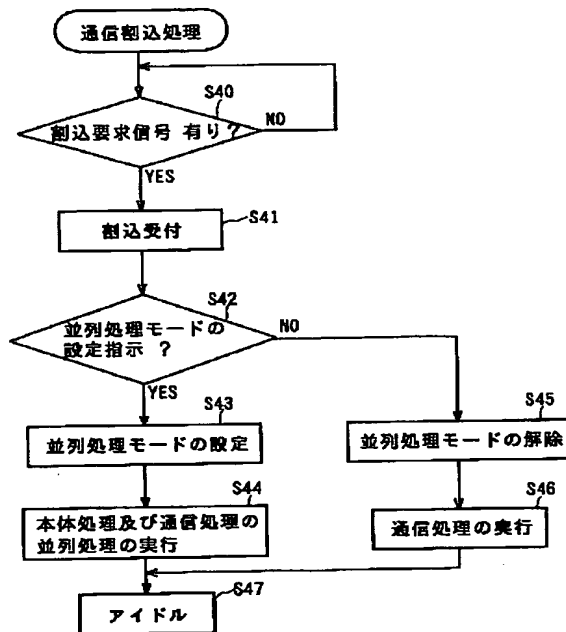 通信割込処理
S40
割込要求信号 有り?
NO
YES
S41
割込受付
S42
並列処理モードの
設定指示 ?
NO
YES
S43
並列処理モードの設定
S45
並列処理モードの解除
S44
本体処理及び通信処理の
並列処理の実行
S46
通信処理の実行
S47
アイドル